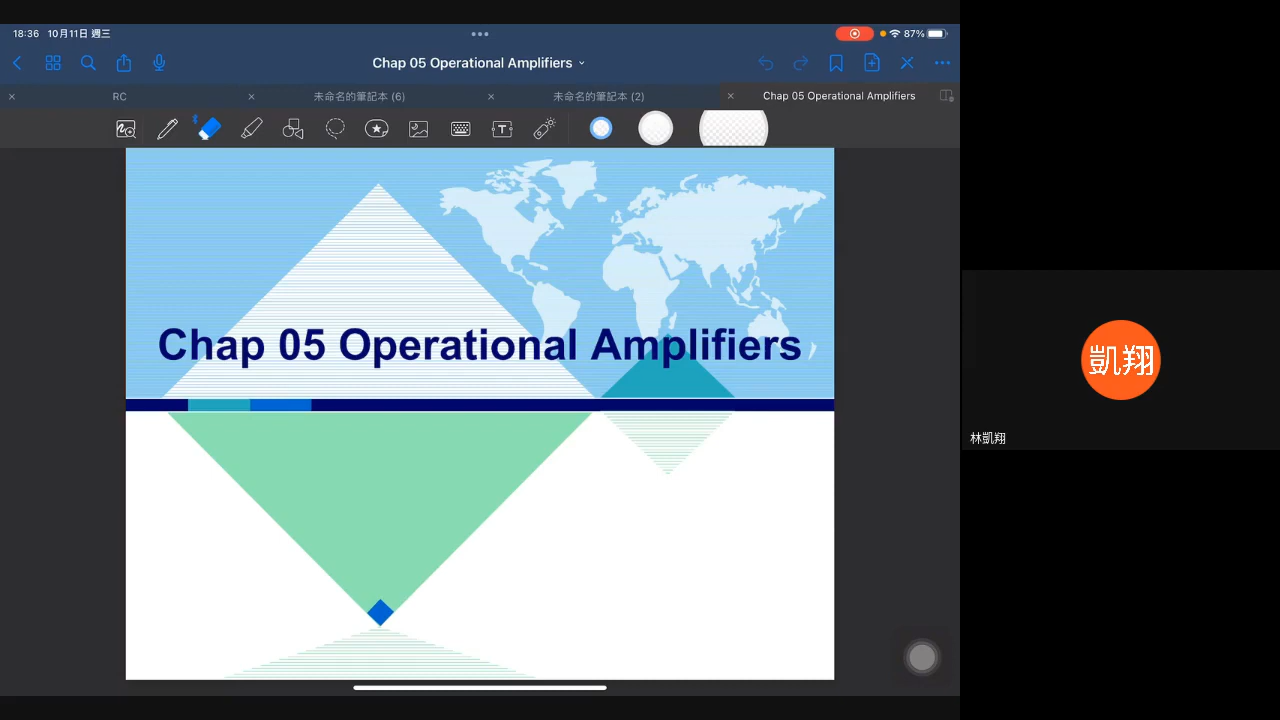 18:36 10月11日 週三
87%
Chap 05 Operational Amplifiers
RC
未命名的筆記本 (6)
未命名的筆記本 (2)
Chap 05 Operational Amplifiers
T
Chap 05 Operational Amplifiers
凱翔
林凱翔